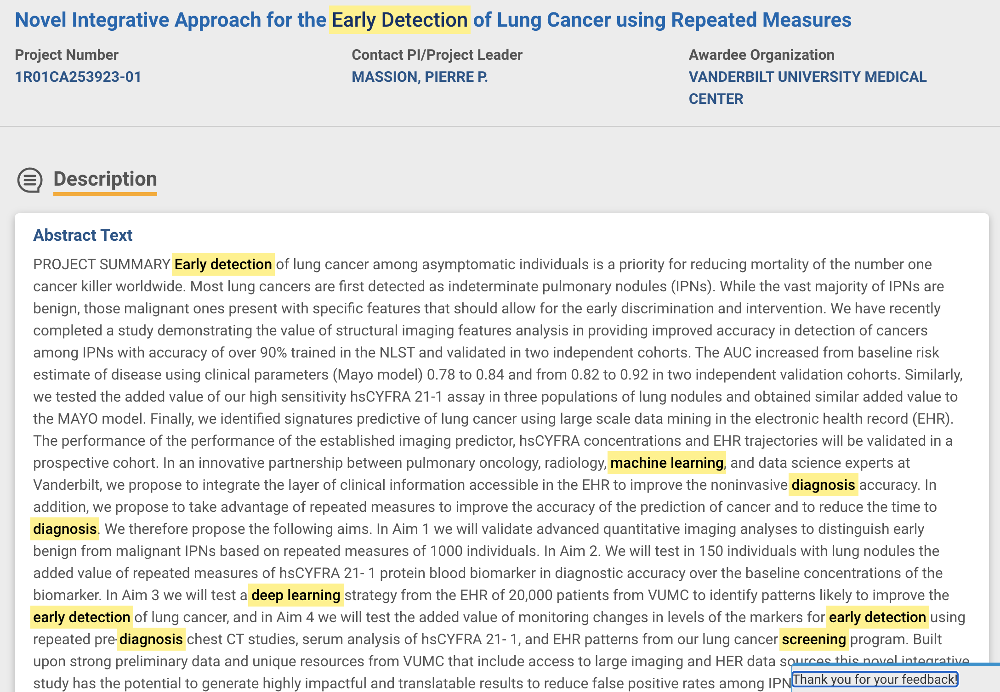 Novel Integrative Approach for the Early Detection of Lung Cancer using Repeated Measures
Project Number
1R01CA253923-01
Contact PI/Project Leader
MASSION, PIERRE P.
Awardee Organization
VANDERBILT UNIVERSITY MEDICAL
CENTER
Description
Abstract Text
PROJECT SUMMARY Early detection of lung cancer among asymptomatic individuals is a priority for reducing mortality of the number one
cancer killer worldwide. Most lung cancers are first detected as indeterminate pulmonary nodules (IPNs). While the vast majority of IPNs are
benign, those malignant ones present with specific features that should allow for the early discrimination and intervention. We have recently
completed a study demonstrating the value of structural imaging features analysis in providing improved accuracy in detection of cancers
among IPNs with accuracy of over 90% trained in the NLST and validated in two independent cohorts. The AUC increased from baseline risk
estimate of disease using clinical parameters (Mayo model) 0.78 to 0.84 and from 0.82 to 0.92 in two independent validation cohorts. Similarly,
we tested the added value of our high sensitivity hsCYFRA 21-1 assay in three populations of lung nodules and obtained similar added value to
the MAYO model. Finally, we identified signatures predictive of lung cancer using large scale data mining in the electronic health record (EHR).
The performance of the performance of the established imaging predictor, hsCYFRA concentrations and EHR trajectories will be validated in a
prospective cohort. In an innovative partnership between pulmonary oncology, radiology, machine learning, and data science experts at
Vanderbilt, we propose to integrate the layer of clinical information accessible in the EHR to improve the noninvasive diagnosis accuracy. In
addition, we propose to take advantage of repeated measures to improve the accuracy of the prediction of cancer and to reduce the time to
diagnosis. We therefore propose the following aims. In Aim 1 we will validate advanced quantitative imaging analyses to distinguish early
benign from malignant IPNs based on repeated measures of 1000 individuals. In Aim 2. We will test in 150 individuals with lung nodules the
added value of repeated measures of hsCYFRA 21- 1 protein blood biomarker in diagnostic accuracy over the baseline concentrations of the
biomarker. In Aim 3 we will test a deep learning strategy from the EHR of 20,000 patients from VUMC to identify patterns likely to improve the
early detection of lung cancer, and in Aim 4 we will test the added value of monitoring changes in levels of the markers for early detection using
repeated pre-diagnosis chest CT studies, serum analysis of hsCYFRA 21- 1, and EHR patterns from our lung cancer screening program. Built
upon strong preliminary data and unique resources from VUMC that include access to large imaging and HER data sources this novel integrative
study has the potential to generate highly impactful and translatable results to reduce false positive rates among IPN
Thank you for your feedback!